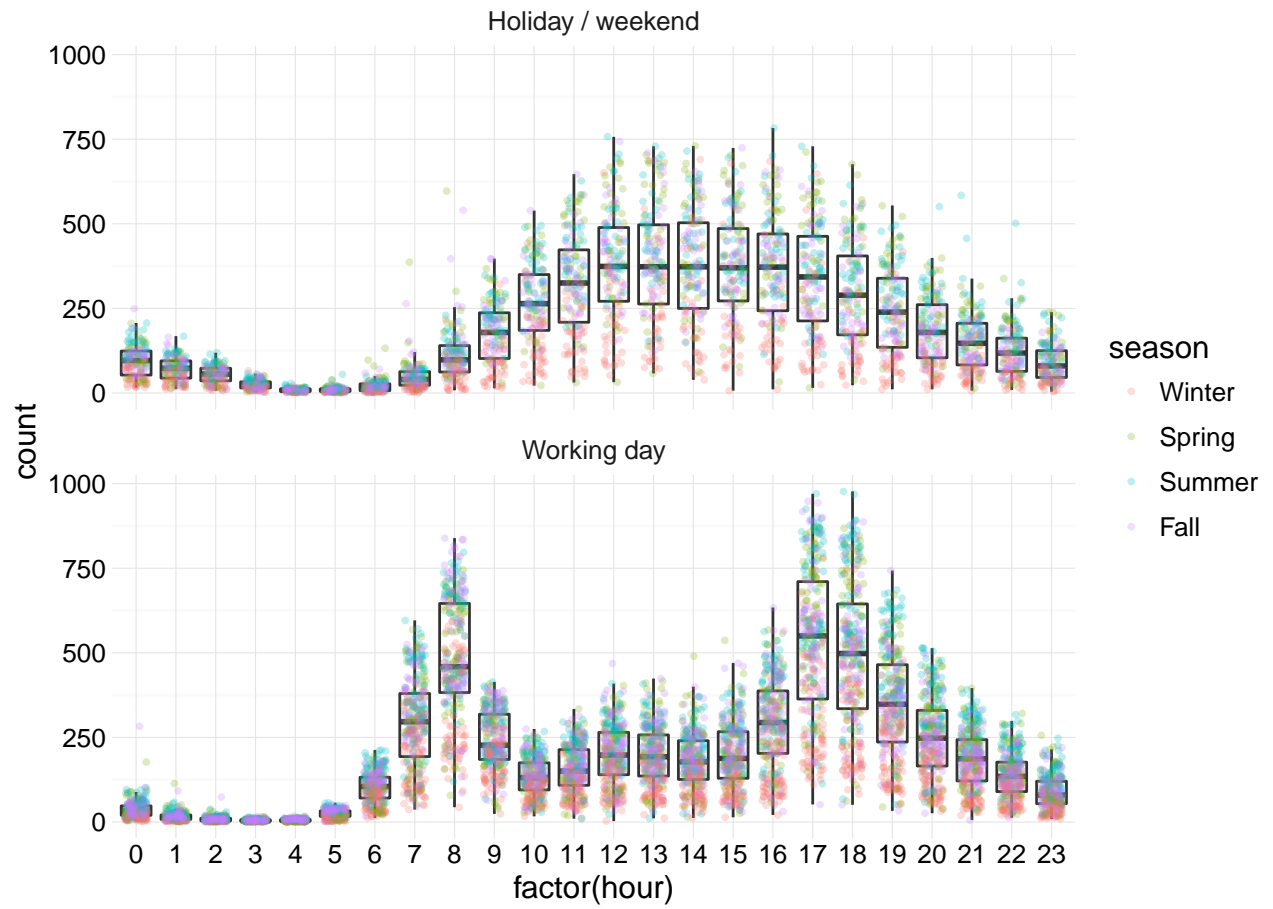 Holiday / weekend
1000
750
500
250
0
Working day
1000
750
500
250
0
0 1 2 3 4 5 6 7 8 9 10 11 12 13 14 15 16 17 18 19 20 21 22 23
factor(hour)
count
season
Winter
Spring
Summer
Fall